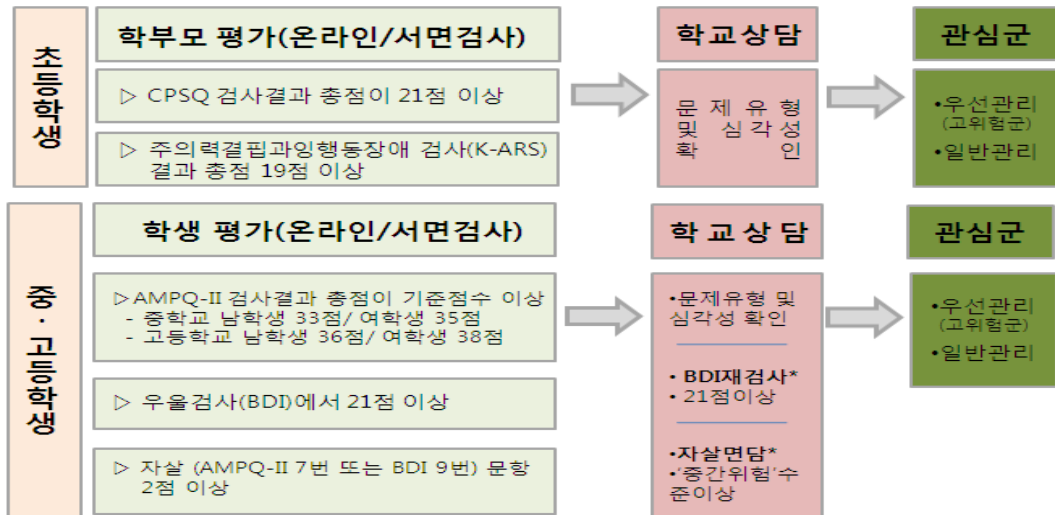 초등학생
학부모 평가(온라인/서면검사)
▷ CPSQ 검사결과 총점이 21점 이상
▷ 주의력결핍과잉행동장애 검사(K-ARS)
결과 총점 19점 이상
학교상담
문 제 유 형
및 심 각 성
확 인
관심군
•우선관리
(고위험군)
•일반관리
중·고등학생
학생 평가(온라인/서면검사)
▷AMPQ-II 검사결과 총점이 기준점수 이상
- 중학교 남학생 33점/ 여학생 35점
- 고등학교 남학생 36점/ 여학생 38점
▷ 우울검사(BDI)에서 21점 이상
▷ 자살 (AMPQ-II 7번 또는 BDI 9번) 문항
2점 이상
학교상담
•문제유형 및
심각성 확인
• BDI재검사*
• 21점이상
•자살면담*
•‘중간위험’수
준이상
관심군
•우선관리
(고위험군)
•일반관리